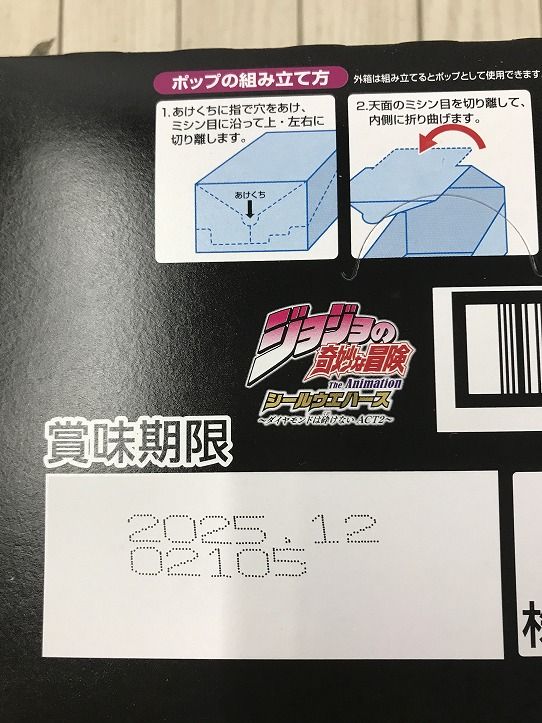 ポップの組み立て方
外箱は組み立てるとポップとして使用できます
1.あけくちに指で穴をあけ、
ミシン目に沿って上・左右に
切り離します。
あけくち
2.天面のミシン目を切り離して、
内側に折り曲げます。
ジョジョの
奇妙な冒険
The Animation
シールウエハース
～ダイヤモンドは砕けない ACT2～
賞味期限
2025.12
02105